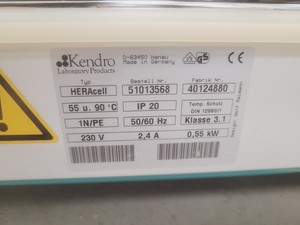 Kendro
Laboratory Products
D-63450 Hanau
Made in Germany
CE
GS
Typ
Bestell Nr.
Fabrik Nr.
HERAcell
51013568
40124880
55 u. 90 °C
IP 20
Temp. Schutz
DIN 12880/1
1N/PE
50/60 Hz
Klasse 3.1
230 V
2,4 A
0,55 kW